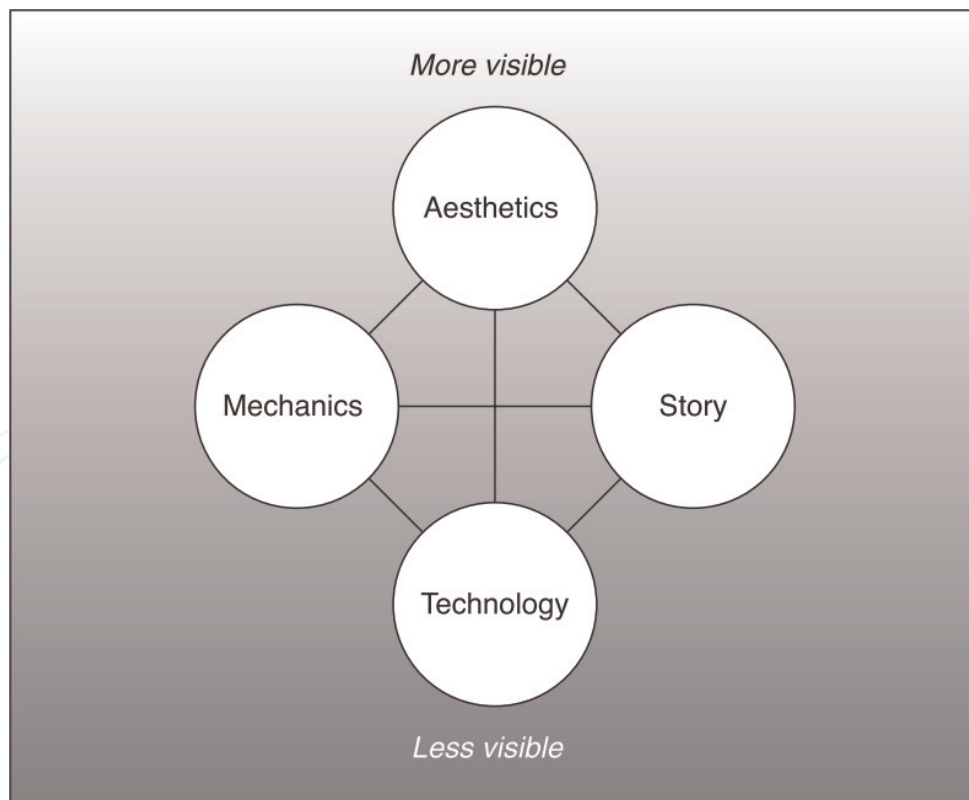 More visible
Aesthetics
Mechanics
Story
Technology
Less visible